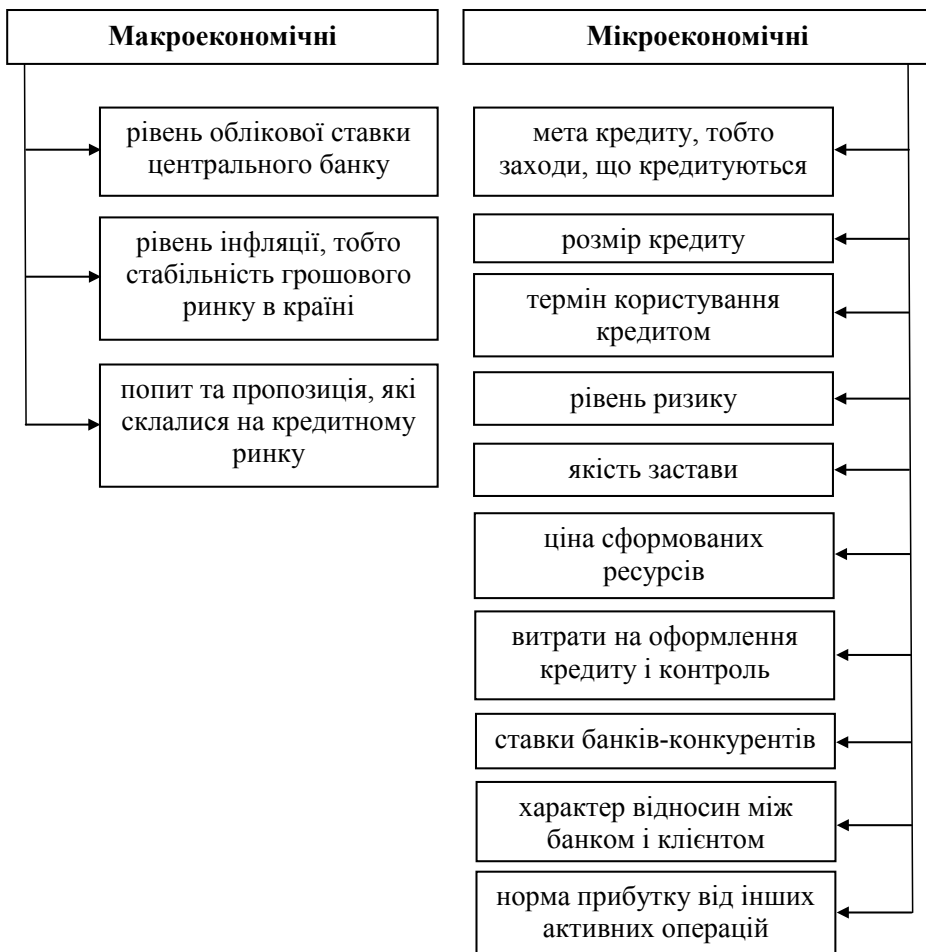 Макроекономічні
рівень облікової ставки
центрального банку
рівень інфляції, тобто
стабільність грошового
ринку в країні
попит та пропозиція, які
склалися на кредитному
ринку
Мікроекономічні
мета кредиту, тобто
заходи, що кредитуються
розмір кредиту
термін користування
кредитом
рівень ризику
якість застави
ціна сформованих
ресурсів
витрати на оформлення
кредиту і контроль
ставки банків-конкурентів
характер відносин між
банком і клієнтом
норма прибутку від інших
активних операцій